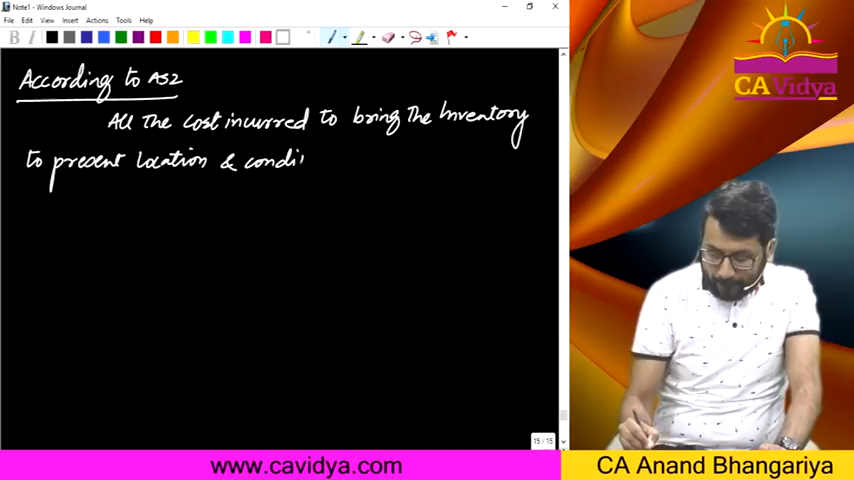 Note1 - Windows Journal
File Edit View Insert Actions Tools Help
B I
According to AS2
All The cost incurred to bring The Inventory
to present location & condi
15 / 15
CA Vidya
www.cavidya.com
CA Anand Bhangariya